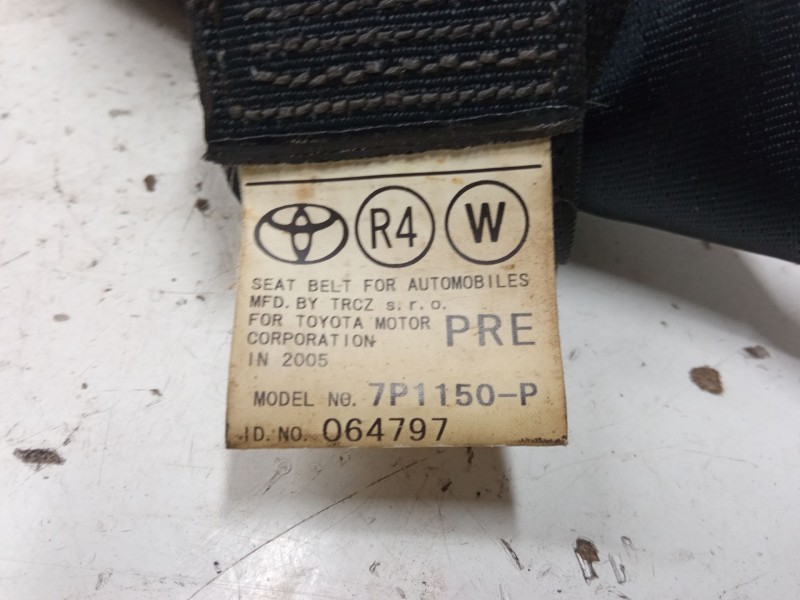 R4 W
SEAT BELT FOR AUTOMOBILES
MFD. BY TRCZ s.r.o.
FOR TOYOTA MOTOR
CORPORATION PRE
IN 2005
MODEL NO. 7P1150-P
ID. NO. 064797